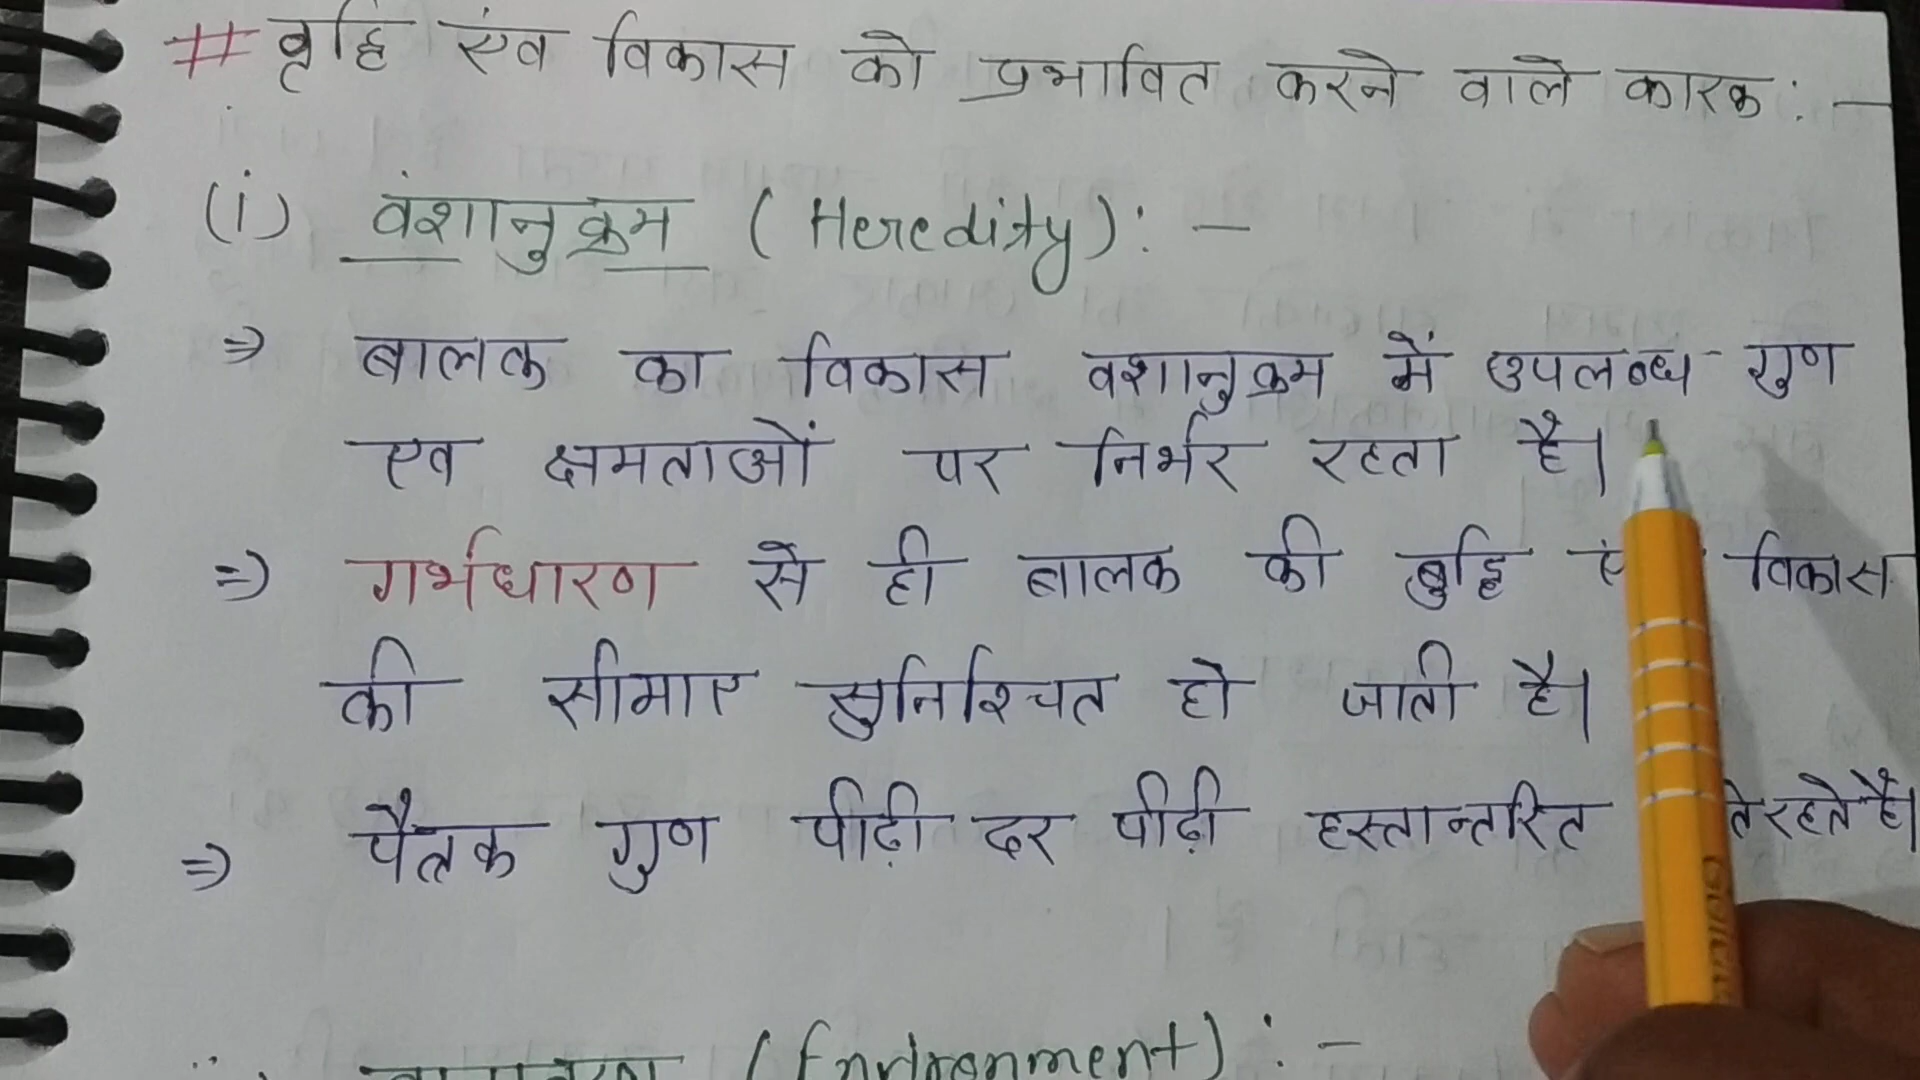 # वृद्धि एंव विकास को प्रभावित करने वाले कारक : -
(i) वंशानुक्रम ( Heredity ) : -
⇒ बालक का विकास वशानुक्रम में उपलब्ध गुण
एव क्षमताओं पर निर्भर रहता है।
⇒ गर्भधारण से ही बालक की बुद्धि विकास
की सीमाए सुनिश्चित हो जाती है।
⇒ पैतृक गुण पीढ़ी दर पीढ़ी हस्तान्तरित रहते है।
(Environment) : -